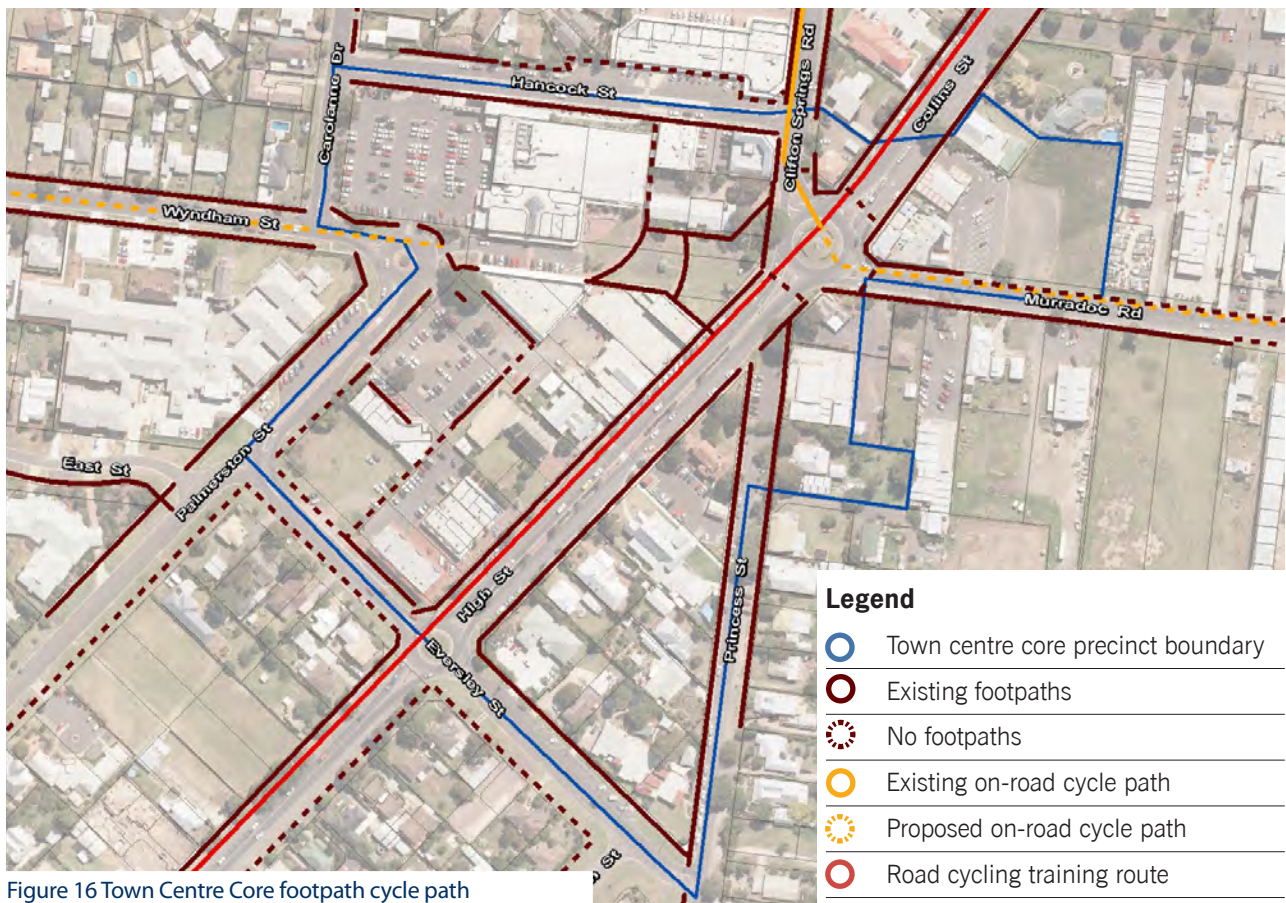 Clifton Springs Rd
Collins St
Hancock St
Carolanne Dr
Wyndham St
Murradoc Rd
East St
Palmerston St
High St
Princess St
Eversley St
St
Legend
Town centre core precinct boundary
Existing footpaths
No footpaths
Existing on-road cycle path
Proposed on-road cycle path
Road cycling training route
Figure 16 Town Centre Core footpath cycle path